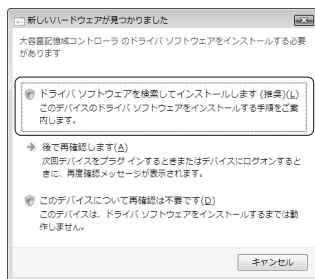 新しいハードウェアが見つかりました
大容量記憶域コントローラ のドライバ ソフトウェアをインストールする必要
があります
ドライバ ソフトウェアを検索してインストールします (推奨)(L)
このデバイスのドライバ ソフトウェアをインストールする手順をご案
内します。
後で再確認します(A)
次回デバイスをプラグ インするときまたはデバイスにログオンすると
きに、再度確認メッセージが表示されます。
このデバイスについて再確認は不要です(D)
このデバイスは、ドライバ ソフトウェアをインストールするまでは動
作しません。
キャンセル